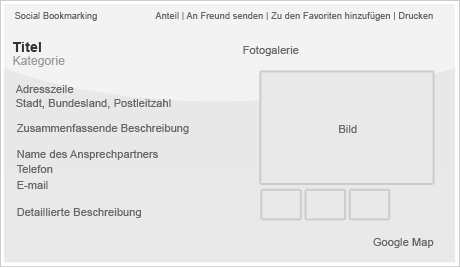 Social Bookmarking
Anteil | An Freund senden | Zu den Favoriten hinzufügen | Drucken
Titel
Kategorie
Fotogalerie
Adresszeile
Stadt, Bundesland, Postleitzahl
Zusammenfassende Beschreibung
Bild
Name des Ansprechpartners
Telefon
E-mail
Detaillierte Beschreibung
Google Map